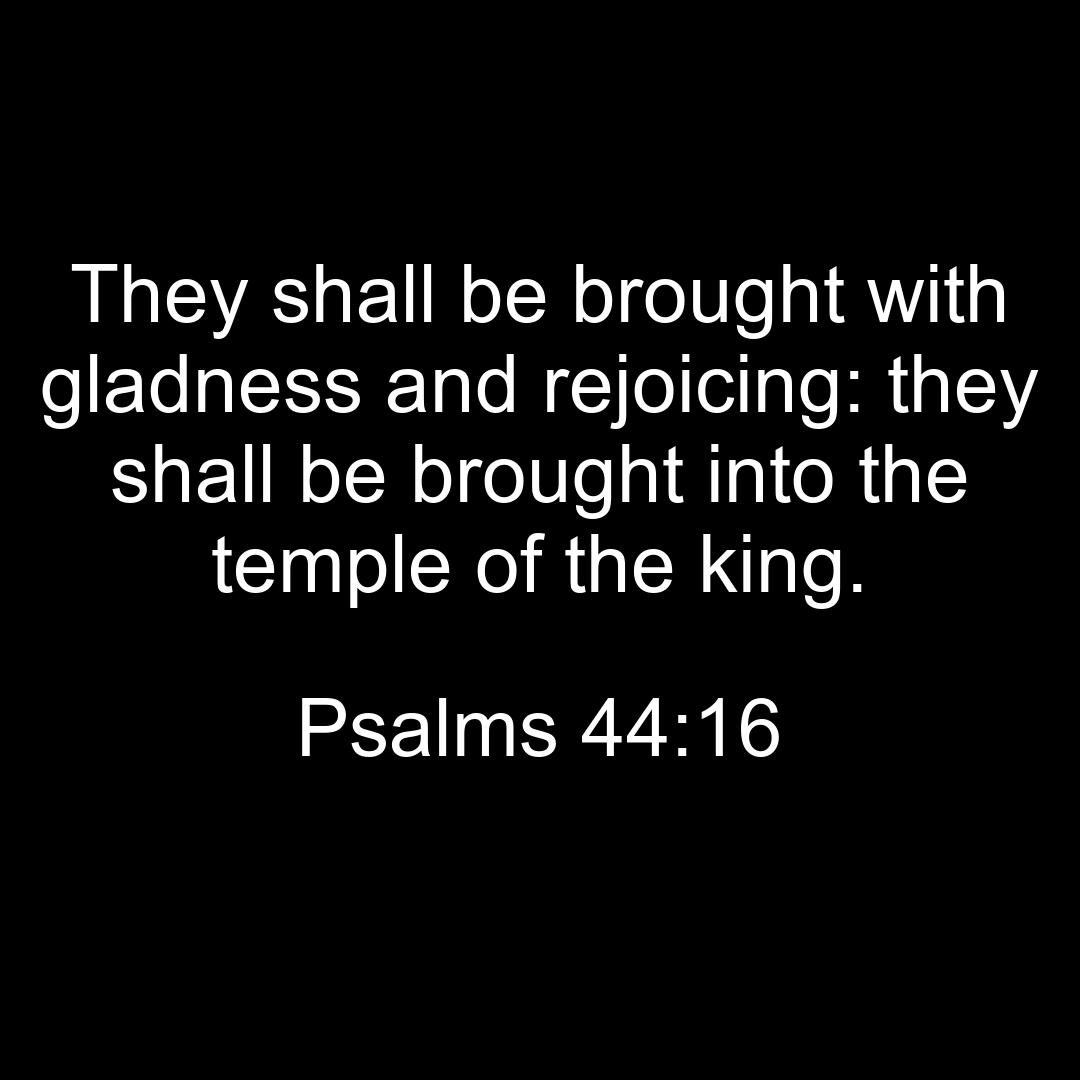 They shall be brought with
gladness and rejoicing: they
shall be brought into the
temple of the king.
Psalms 44:16